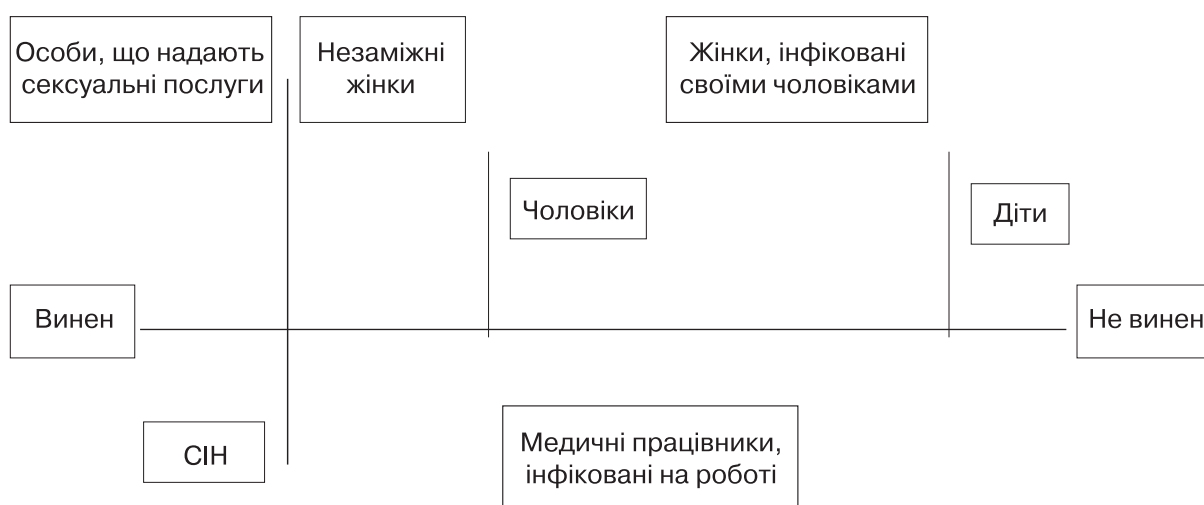 Особи, що надають
сексуальні послуги
Незаміжні
жінки
Жінки, інфіковані
своїми чоловіками
Чоловіки
Діти
Винен
Не винен
СІН
Медичні працівники,
інфіковані на роботі